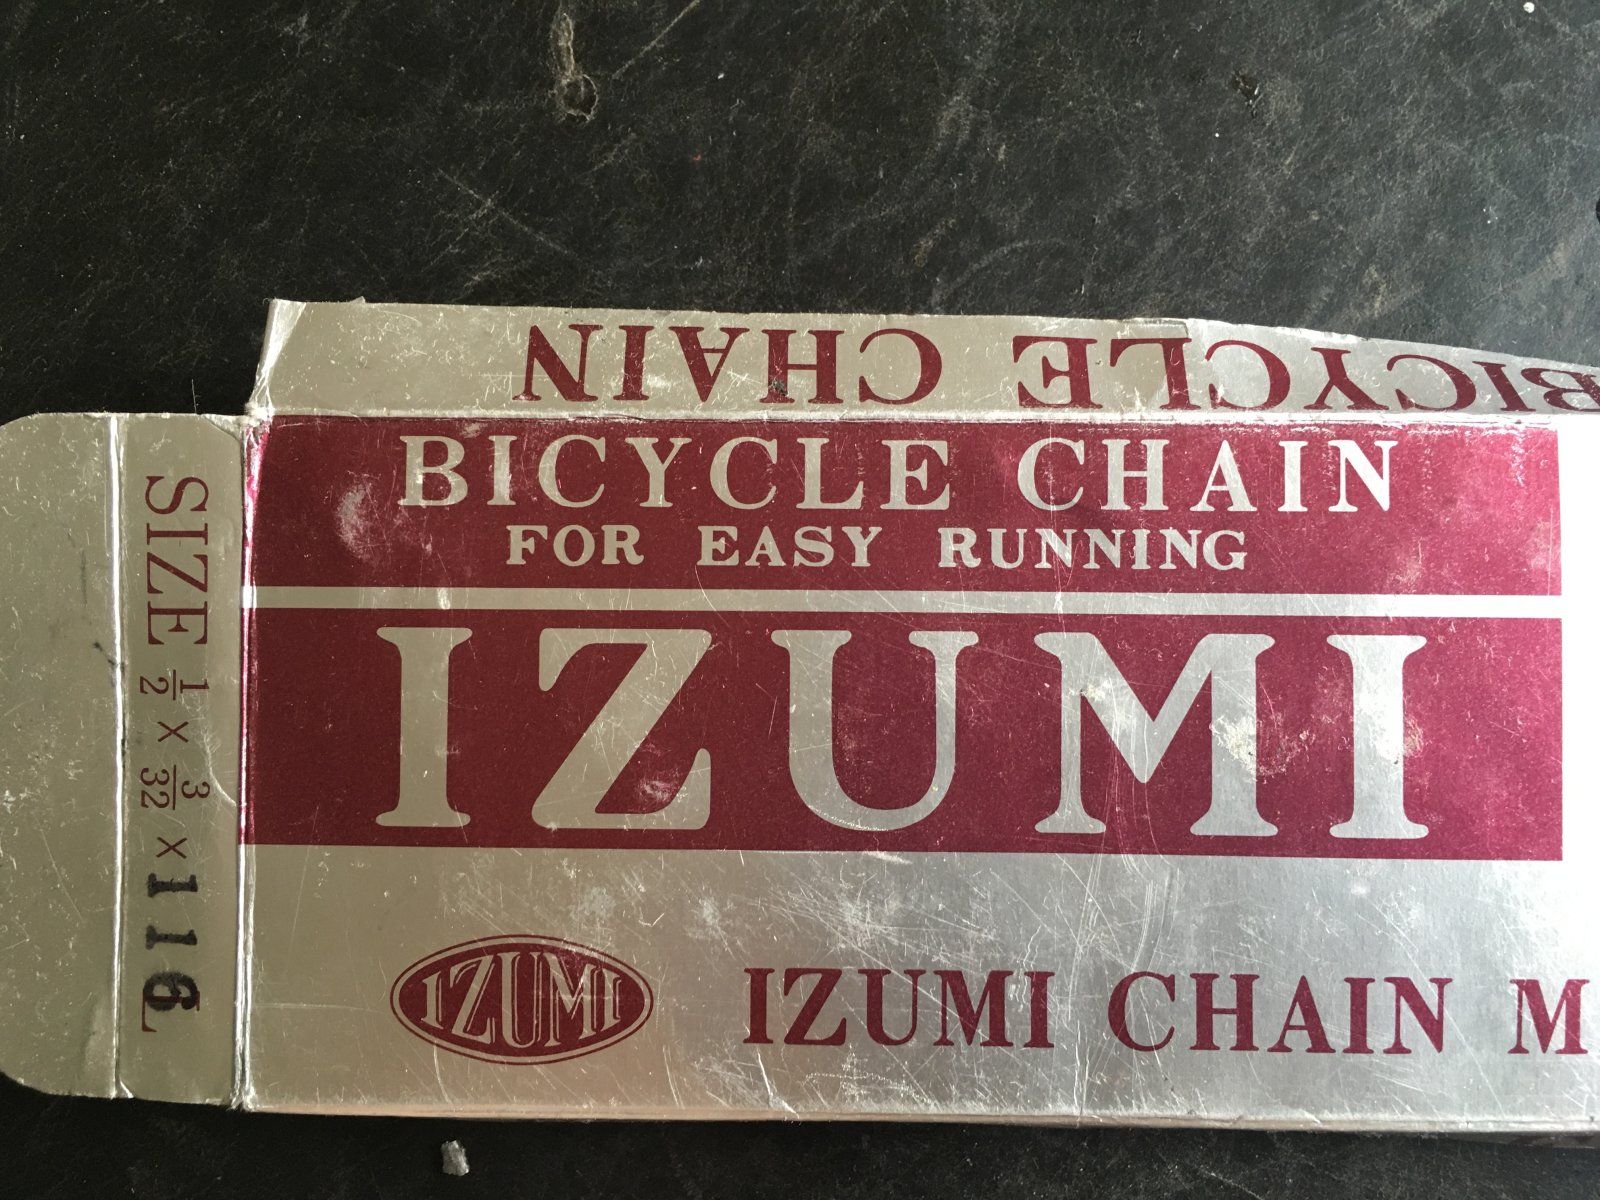 BICYCLE CHAIN
BICYCLE CHAIN
FOR EASY RUNNING
IZUMI
IZUMI
IZUMI CHAIN M
SIZE 1/2 × 3/32 × 116L